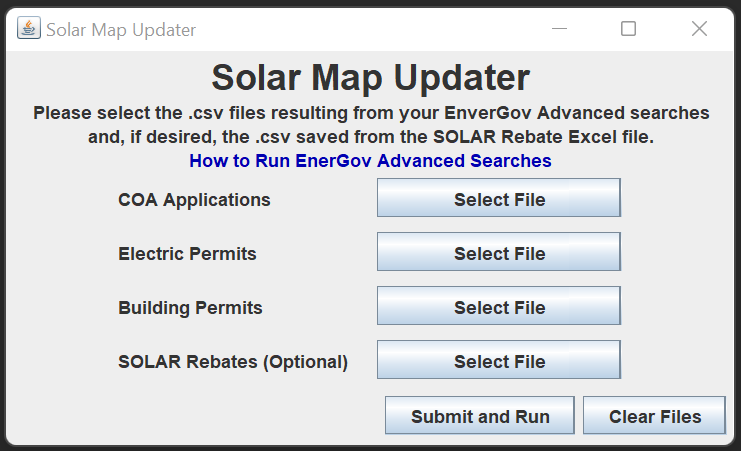 Solar Map Updater
Solar Map Updater
Please select the .csv files resulting from your EnverGov Advanced searches
and, if desired, the .csv saved from the SOLAR Rebate Excel file.
How to Run EnerGov Advanced Searches
COA Applications Select File
Electric Permits Select File
Building Permits Select File
SOLAR Rebates (Optional) Select File
Submit and Run Clear Files